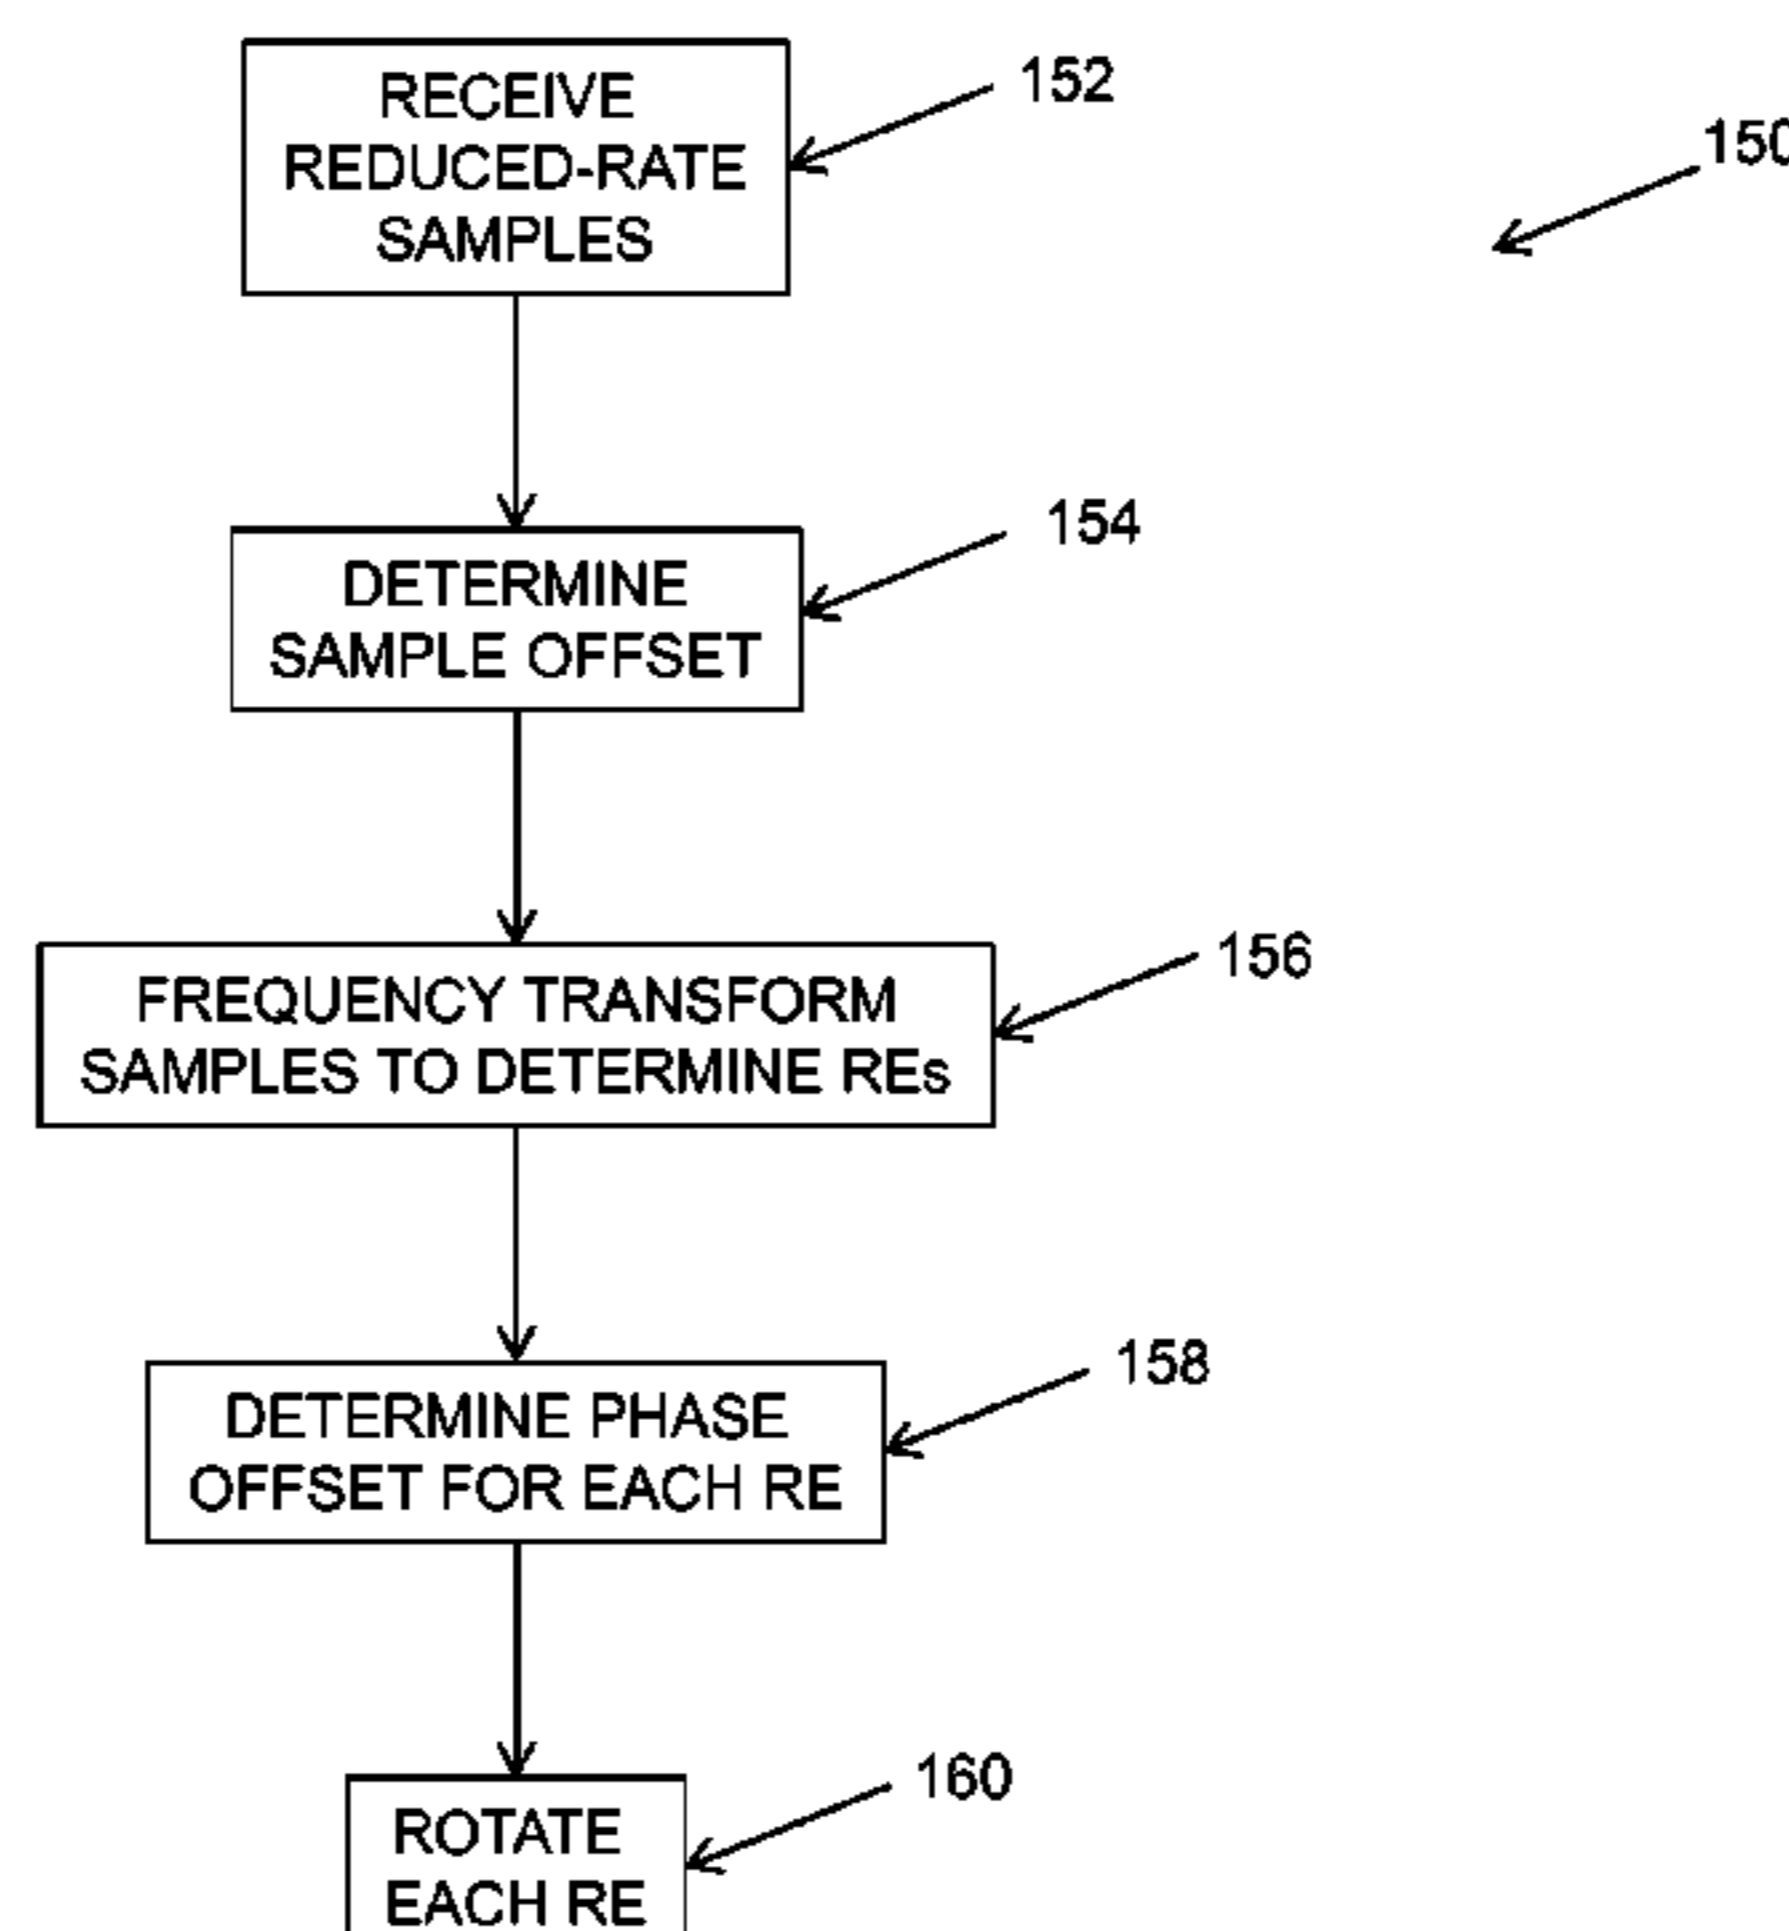 RECEIVE
REDUCED-RATE
SAMPLES
152
150
DETERMINE
SAMPLE OFFSET
154
FREQUENCY TRANSFORM
SAMPLES TO DETERMINE REs
156
DETERMINE PHASE
OFFSET FOR EACH RE
158
ROTATE
EACH RE
160